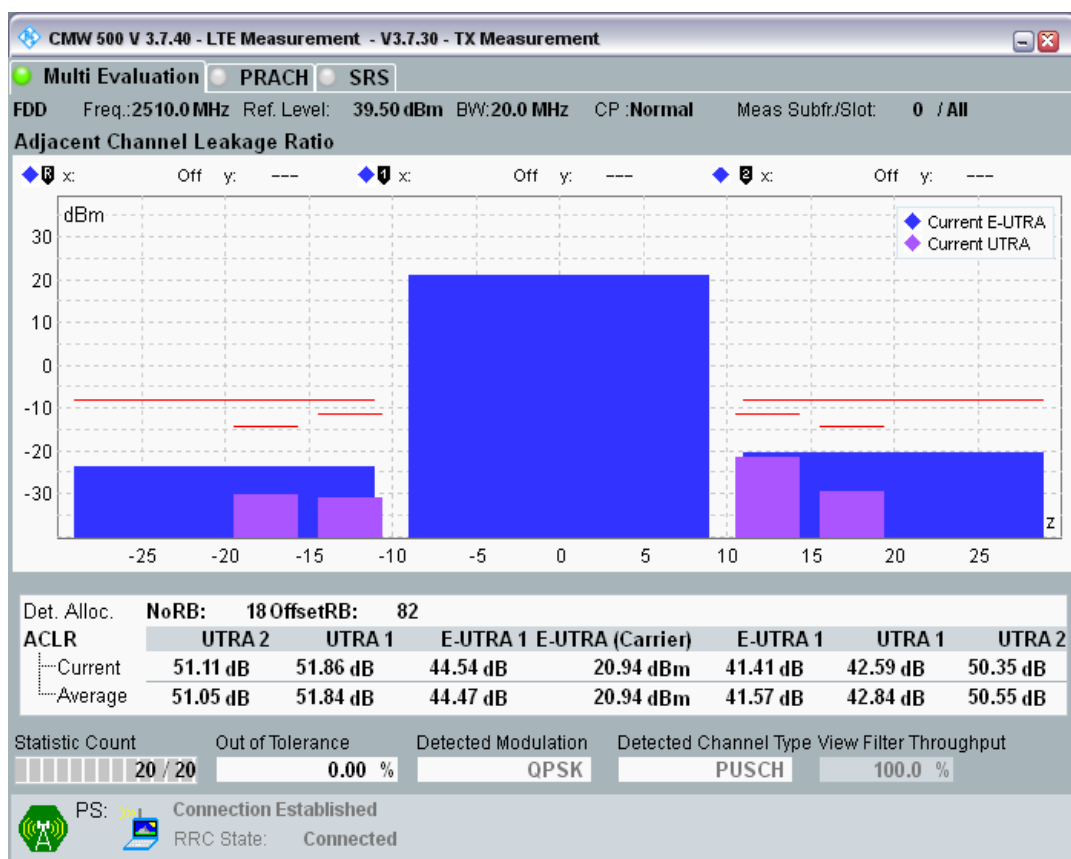 CMW 500 V 3.7.40 - LTE Measurement - V3.7.30 - TX Measurement
Multi Evaluation PRACH SRS
FDD Freq.:2510.0 MHz Ref. Level: 39.50 dBm BW:20.0 MHz CP :Normal Meas Subfr./Slot: 0 / All
Adjacent Channel Leakage Ratio
R x: Off y: --- 1 x: Off y: --- 2 x: Off y: ---
dBm
Current E-UTRA
Current UTRA
30
20
10
0
-10
-20
-30
z
-25 -20 -15 -10 -5 0 5 10 15 20 25
Det. Alloc. NoRB: 18 OffsetRB: 82
ACLR UTRA 2 UTRA 1 E-UTRA 1 E-UTRA (Carrier) E-UTRA 1 UTRA 1 UTRA 2
Current 51.11 dB 51.86 dB 44.54 dB 20.94 dBm 41.41 dB 42.59 dB 50.35 dB
Average 51.05 dB 51.84 dB 44.47 dB 20.94 dBm 41.57 dB 42.84 dB 50.55 dB
Statistic Count Out of Tolerance Detected Modulation Detected Channel Type View Filter Throughput
20 / 20 0.00 % QPSK PUSCH 100.0 %
PS: Connection Established
RRC State: Connected